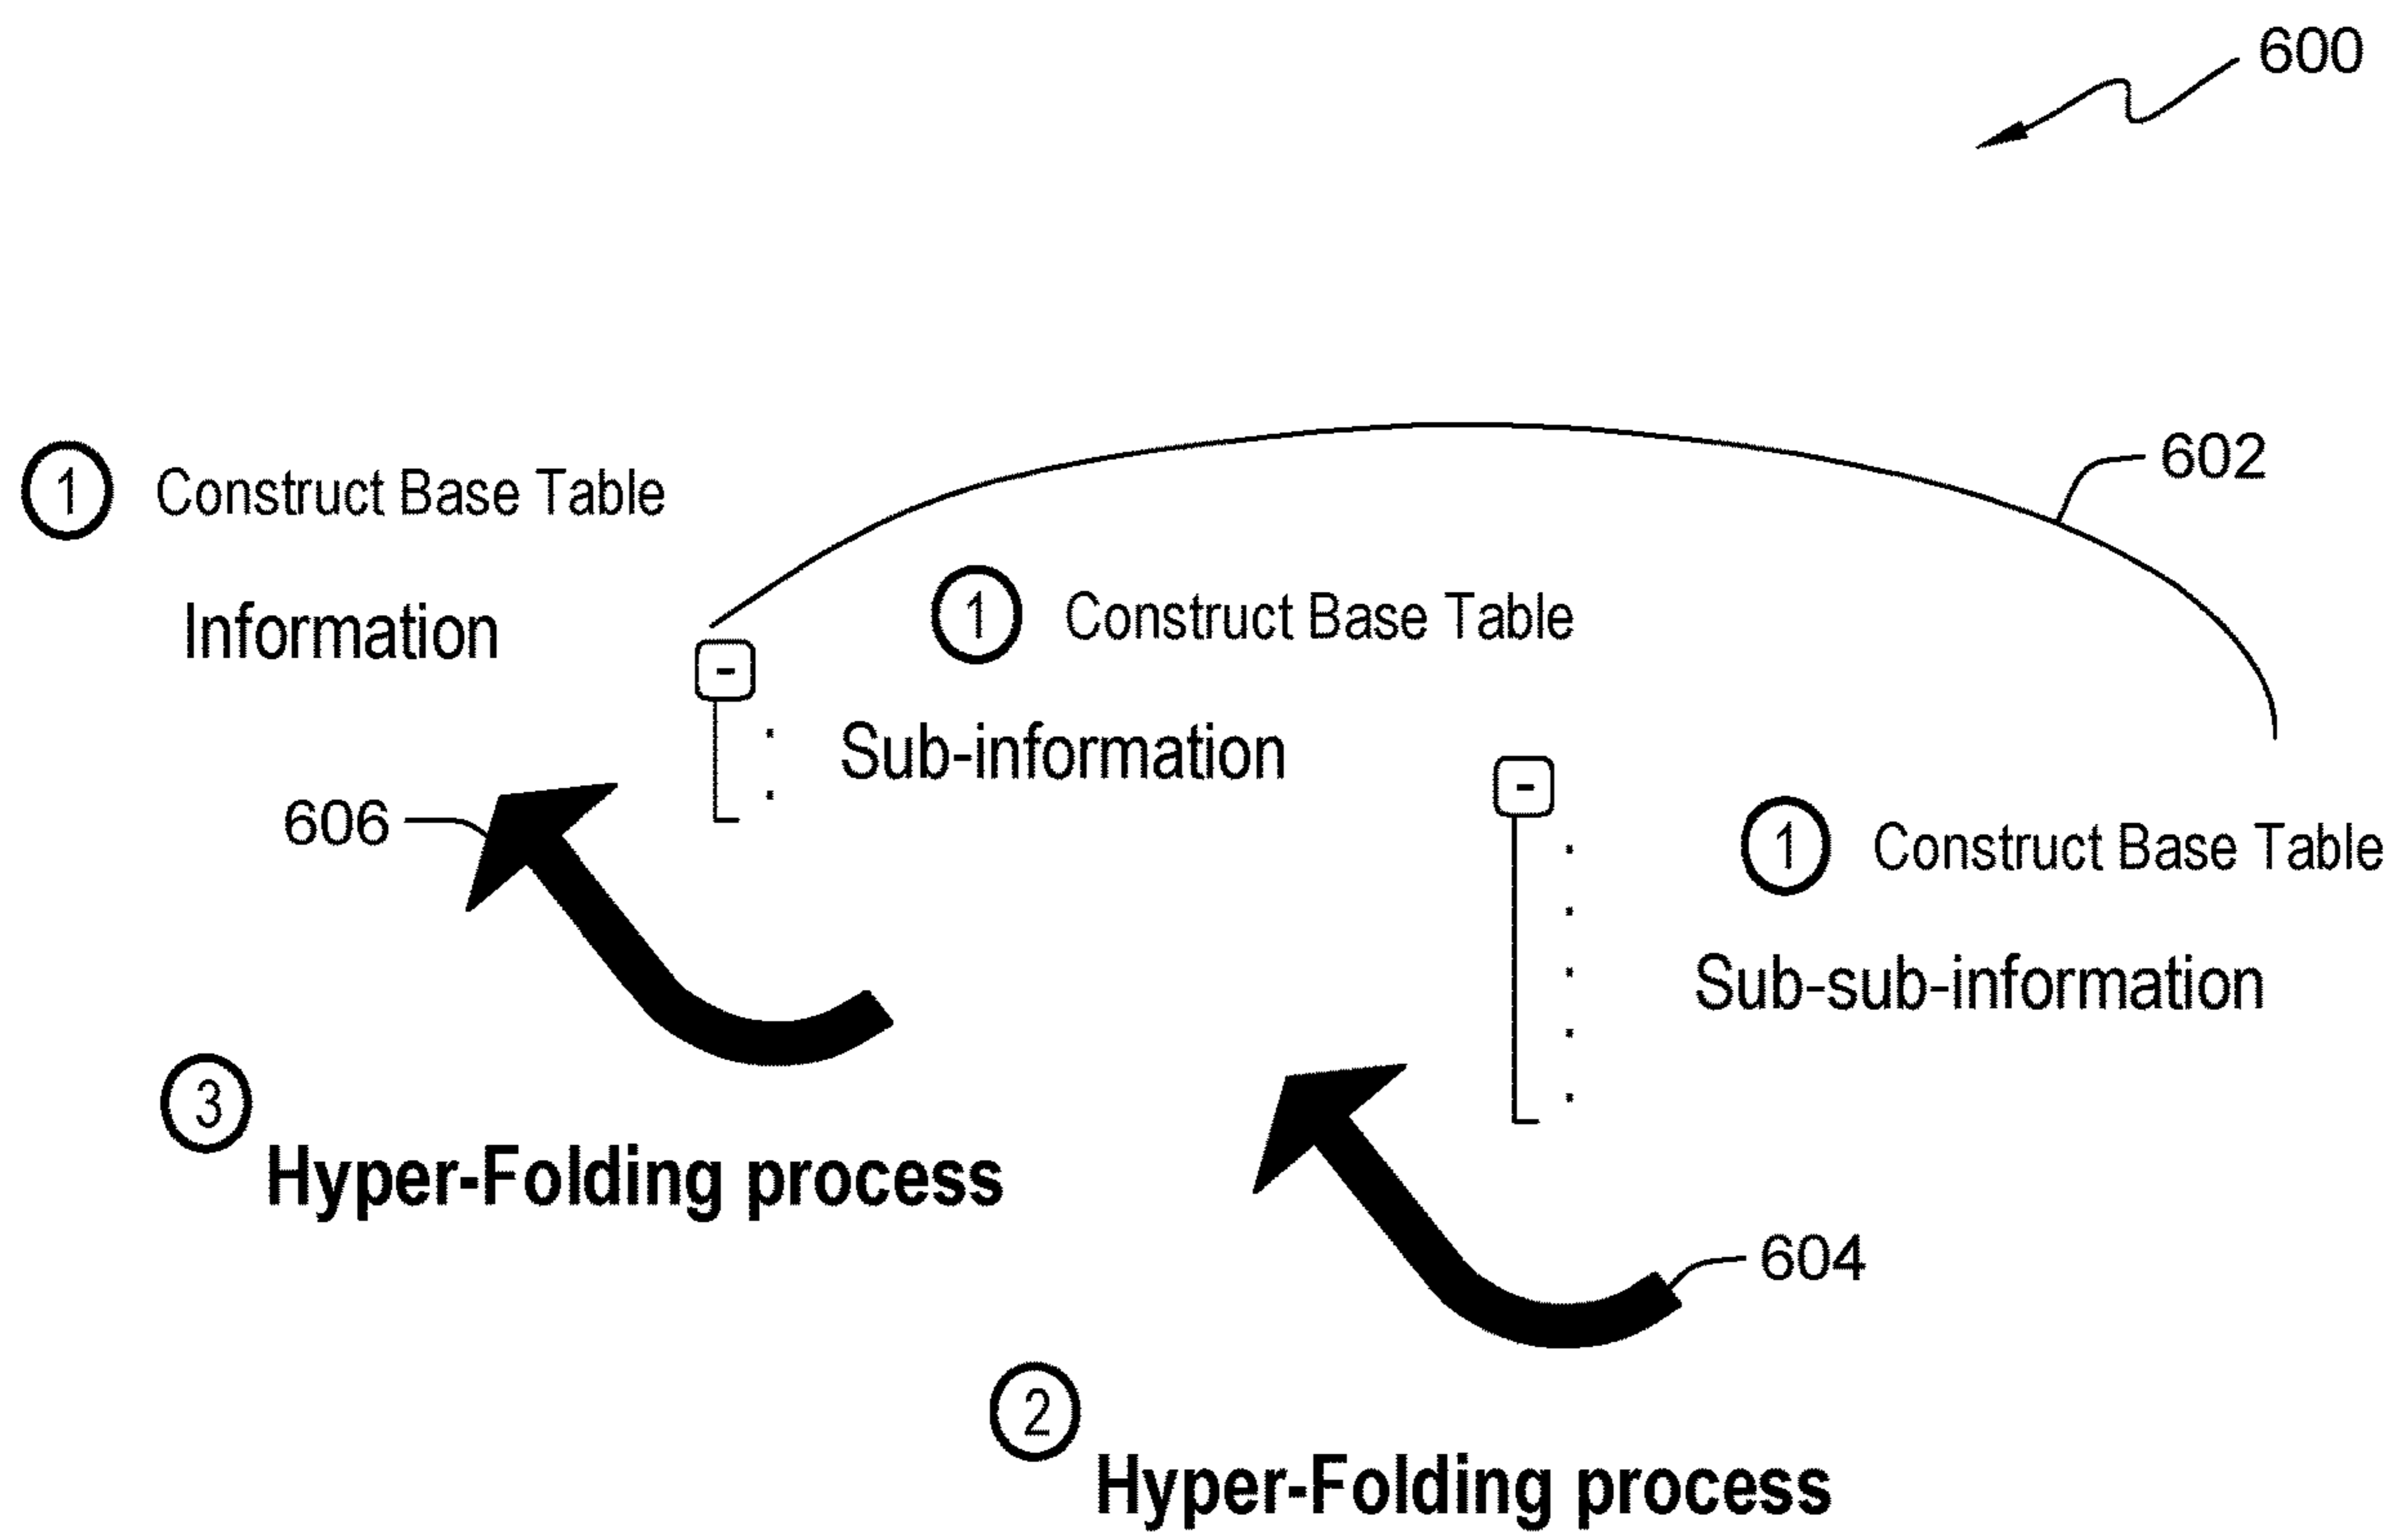 600
602
① Construct Base Table
Information
① Construct Base Table
-
Sub-information
-
606
① Construct Base Table
Sub-sub-information
③
Hyper-Folding process
604
②
Hyper-Folding process